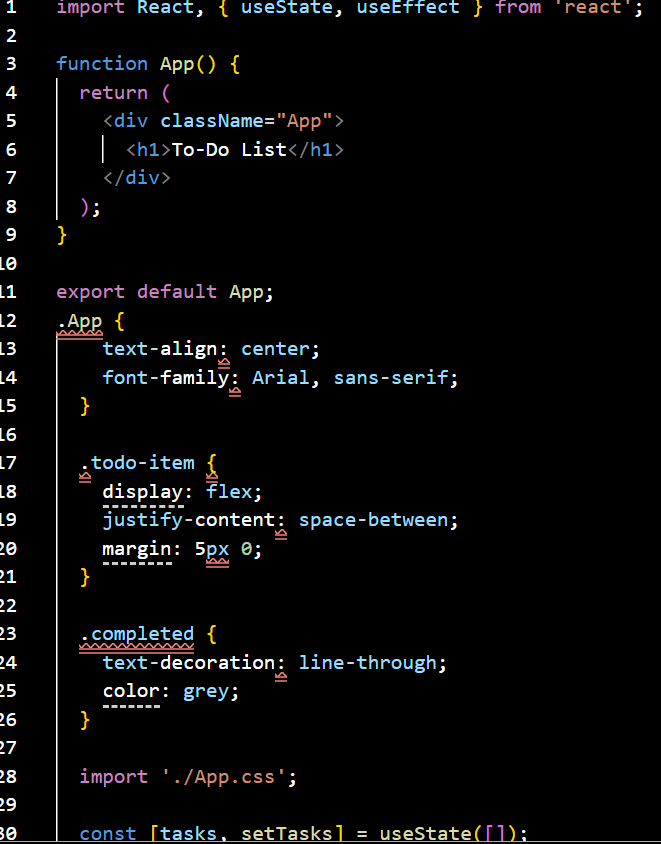 1 import React, { useState, useEffect } from 'react';
2
3 function App() {
4 return (
5 <div className="App">
6 <h1>To-Do List</h1>
7 </div>
8 );
9 }
10
11 export default App;
12 .App {
13 text-align: center;
14 font-family: Arial, sans-serif;
15 }
16
17 .todo-item {
18 display: flex;
19 justify-content: space-between;
20 margin: 5px 0;
21 }
22
23 .completed {
24 text-decoration: line-through;
25 color: grey;
26 }
27
28 import './App.css';
29
30 const [tasks, setTasks] = useState([]);